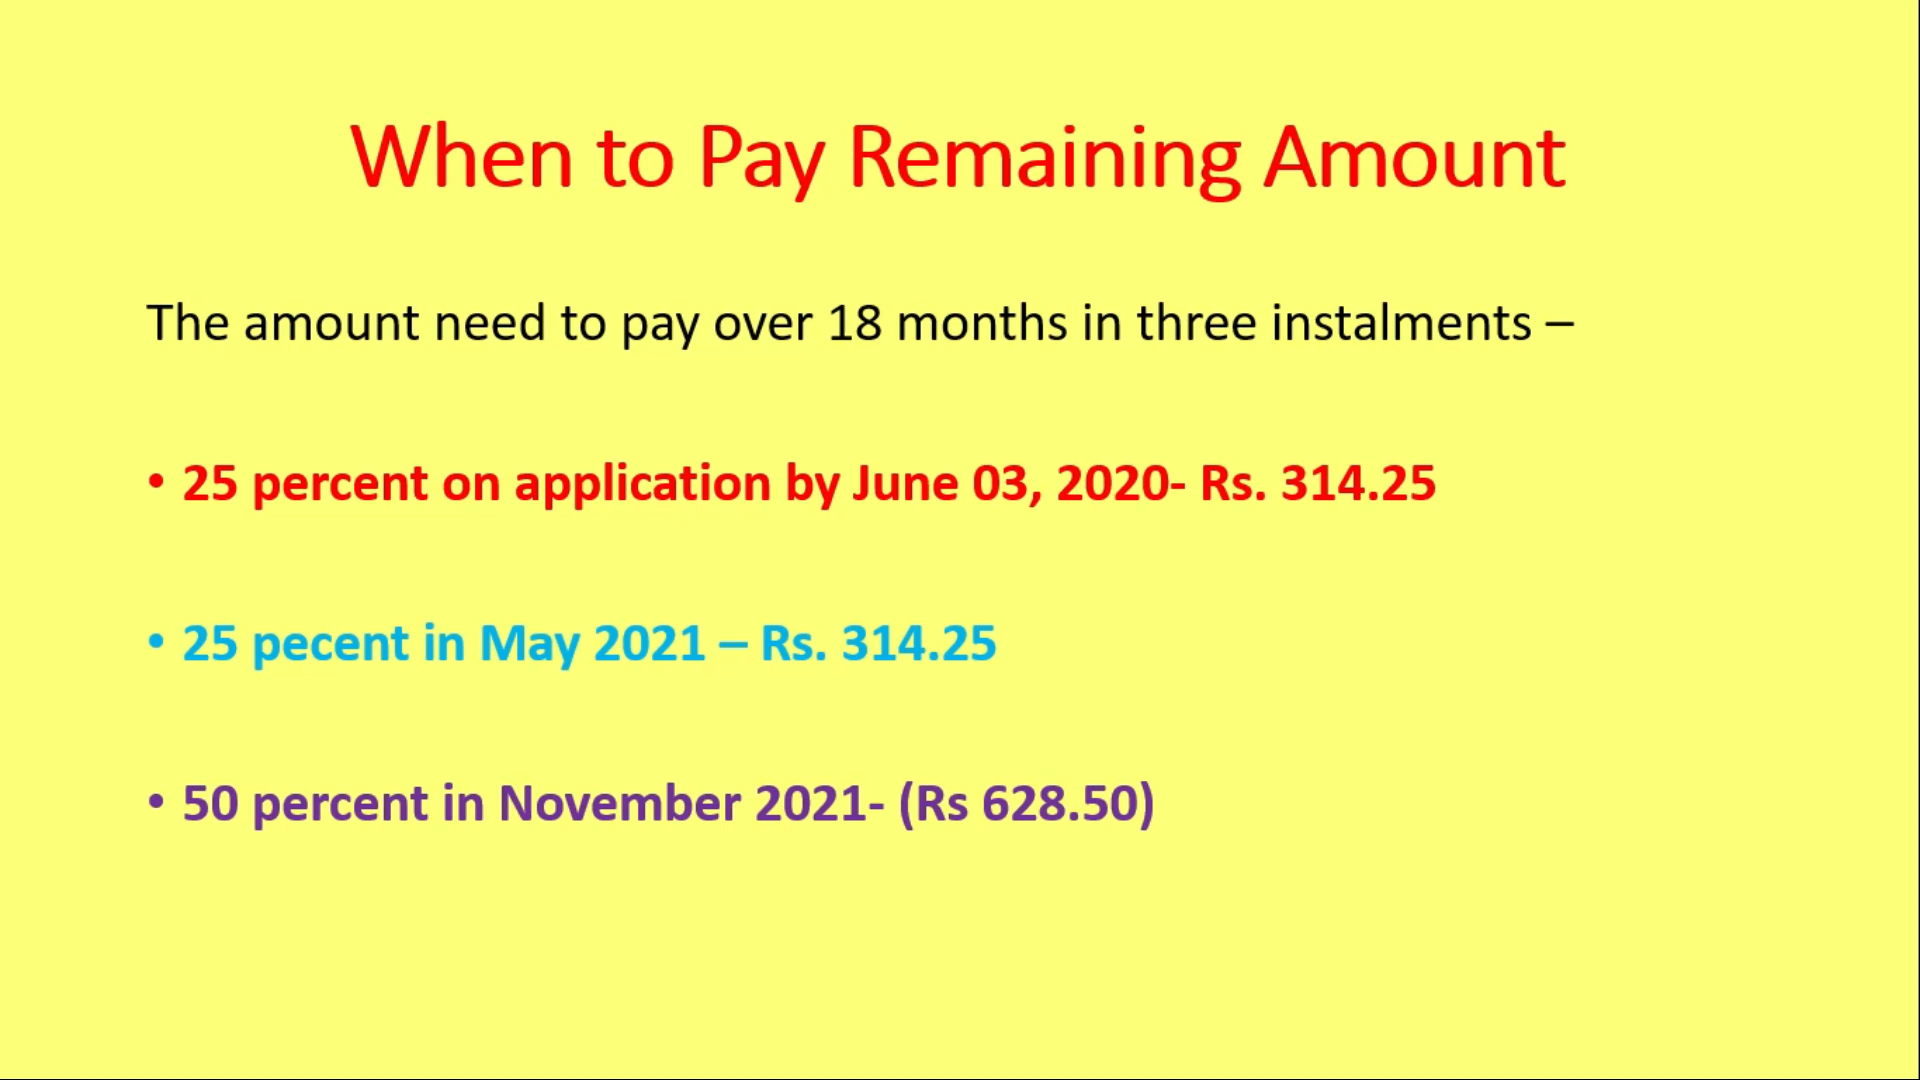 When to Pay Remaining Amount
The amount need to pay over 18 months in three instalments –
• 25 percent on application by June 03, 2020- Rs. 314.25
• 25 pecent in May 2021 – Rs. 314.25
• 50 percent in November 2021- (Rs 628.50)